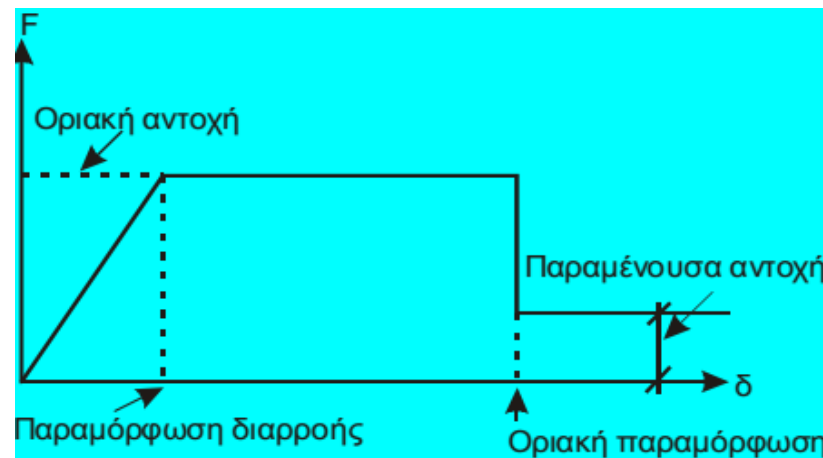 F
Οριακή αντοχή
Παραμένουσα αντοχή
δ
Παραμόρφωση διαρροής
Οριακή παραμόρφωση